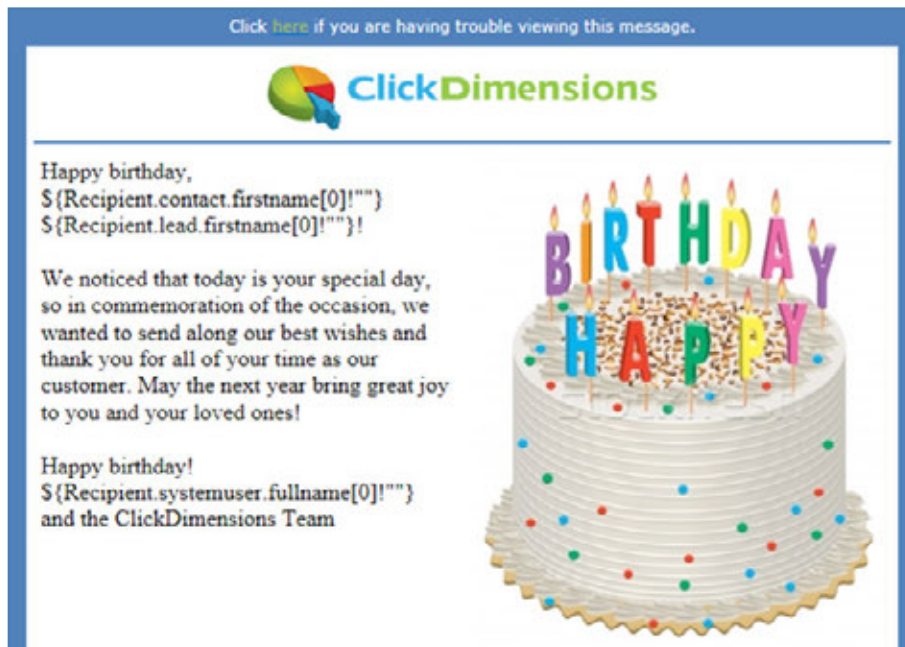 Click here if you are having trouble viewing this message.
ClickDimensions
Happy birthday,
${Recipient.contact.firstname[0]!""}
${Recipient.lead.firstname[0]!""}!
We noticed that today is your special day,
so in commemoration of the occasion, we
wanted to send along our best wishes and
thank you for all of your time as our
customer. May the next year bring great joy
to you and your loved ones!
Happy birthday!
${Recipient.systemuser.fullname[0]!""}
and the ClickDimensions Team
BIRTHDAY
HAPPY